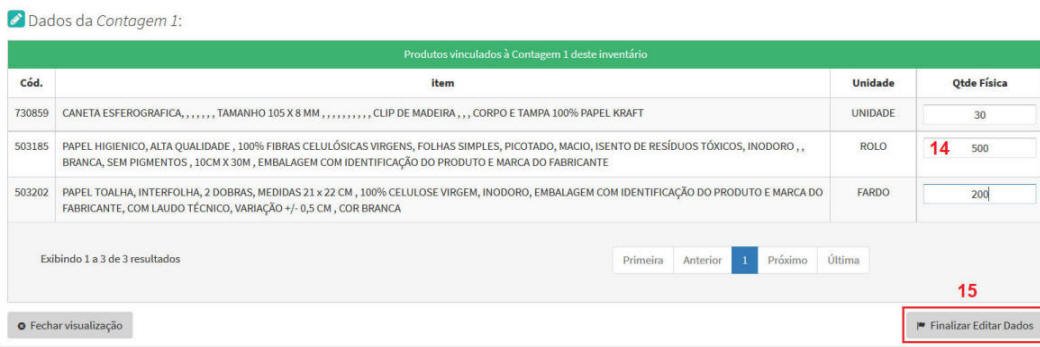 Dados da Contagem 1:
Produtos vinculados à Contagem 1 deste inventário
Cód. item Unidade Qtde Física
730859 CANETA ESFEROGRAFICA, , , , , , , TAMANHO 105 X 8 MM , , , , , , , , , , CLIP DE MADEIRA , , , CORPO E TAMPA 100% PAPEL KRAFT UNIDADE 30
503185 PAPEL HIGIENICO, ALTA QUALIDADE , 100% FIBRAS CELULÓSICAS VIRGENS, FOLHAS SIMPLES, PICOTADO, MACIO, ISENTO DE RESÍDUOS TÓXICOS, INODORO , , ROLO 14 500
BRANCA, SEM PIGMENTOS , 10CM X 30M , EMBALAGEM COM IDENTIFICAÇÃO DO PRODUTO E MARCA DO FABRICANTE
503202 PAPEL TOALHA, INTERFOLHA, 2 DOBRAS, MEDIDAS 21 x 22 CM , 100% CELULOSE VIRGEM, INODORO, EMBALAGEM COM IDENTIFICAÇÃO DO PRODUTO E MARCA DO FARDO 200
FABRICANTE, COM LAUDO TÉCNICO, VARIAÇÃO +/- 0,5 CM , COR BRANCA
Exibindo 1 a 3 de 3 resultados Primeira Anterior 1 Próximo Última
15
Fechar visualização Finalizar Editar Dados